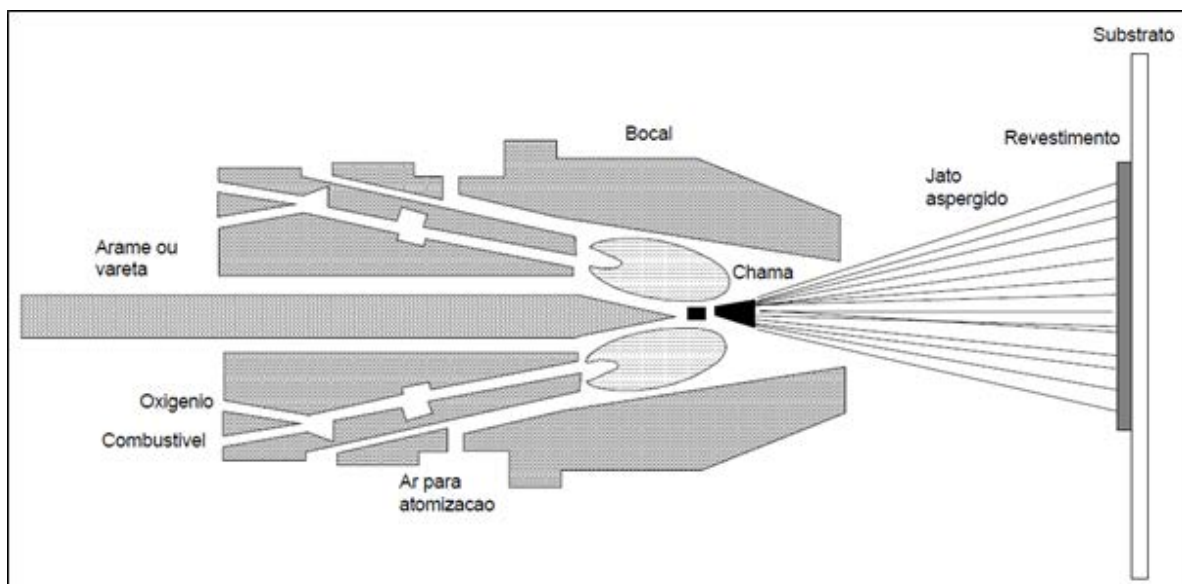 Substrato
Bocal
Revestimento
Jato
aspergido
Arame ou
vareta
Chama
Oxigenio
Combustivel
Ar para
atomizacao